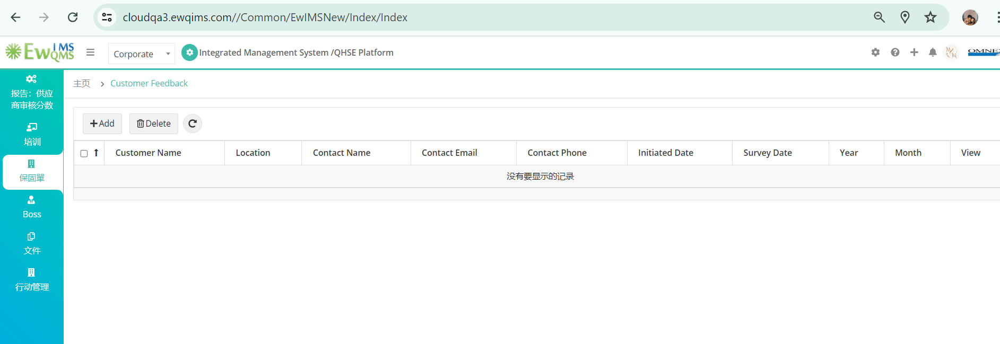 cloudqa3.ewqims.com//Common/EwIMSNew/Index/Index
EwIMS QMS
Corporate
Integrated Management System /QHSE Platform
主页 > Customer Feedback
报告：供应
商审核分数
培训
保固單
Boss
文件
行动管理
Add Delete
Customer Name Location Contact Name Contact Email Contact Phone Initiated Date Survey Date Year Month View
没有要显示的记录